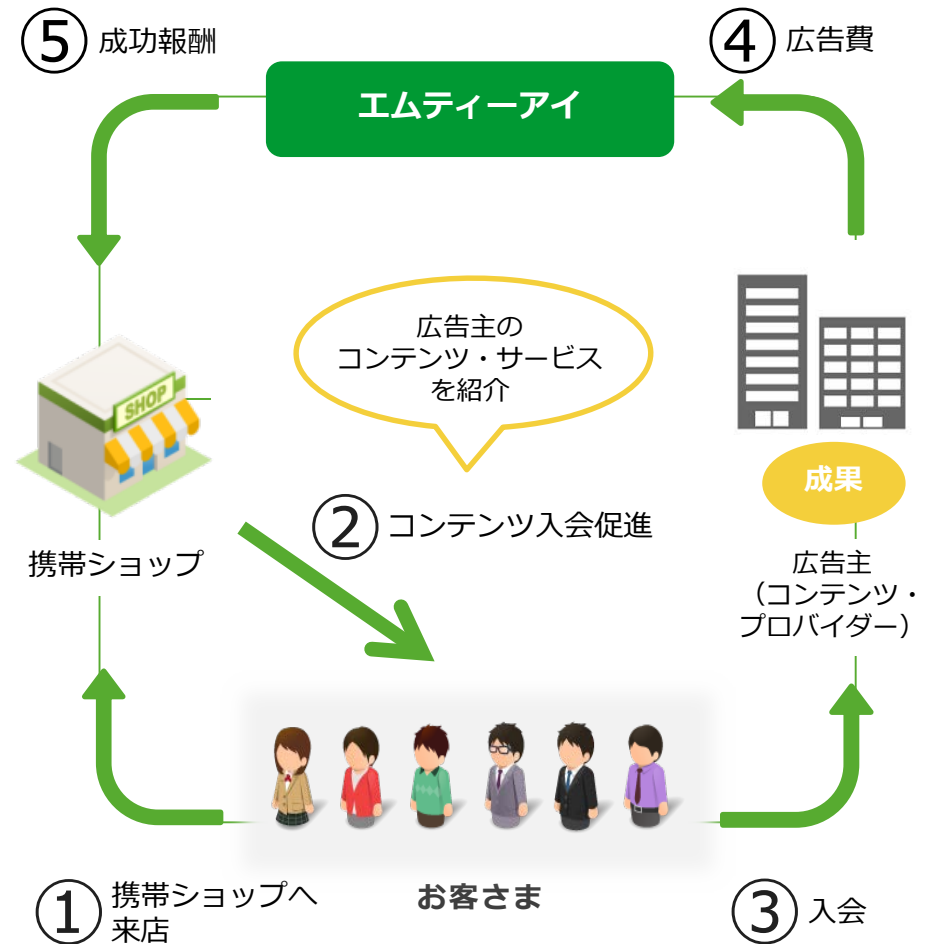 ⑤ 成功報酬
④ 広告費
エムティーアイ
広告主の
コンテンツ・サービス
を紹介
SHOP
成果
② コンテンツ入会促進
携帯ショップ
広告主
（コンテンツ・
プロバイダー）
① 携帯ショップへ
来店
お客さま
③ 入会